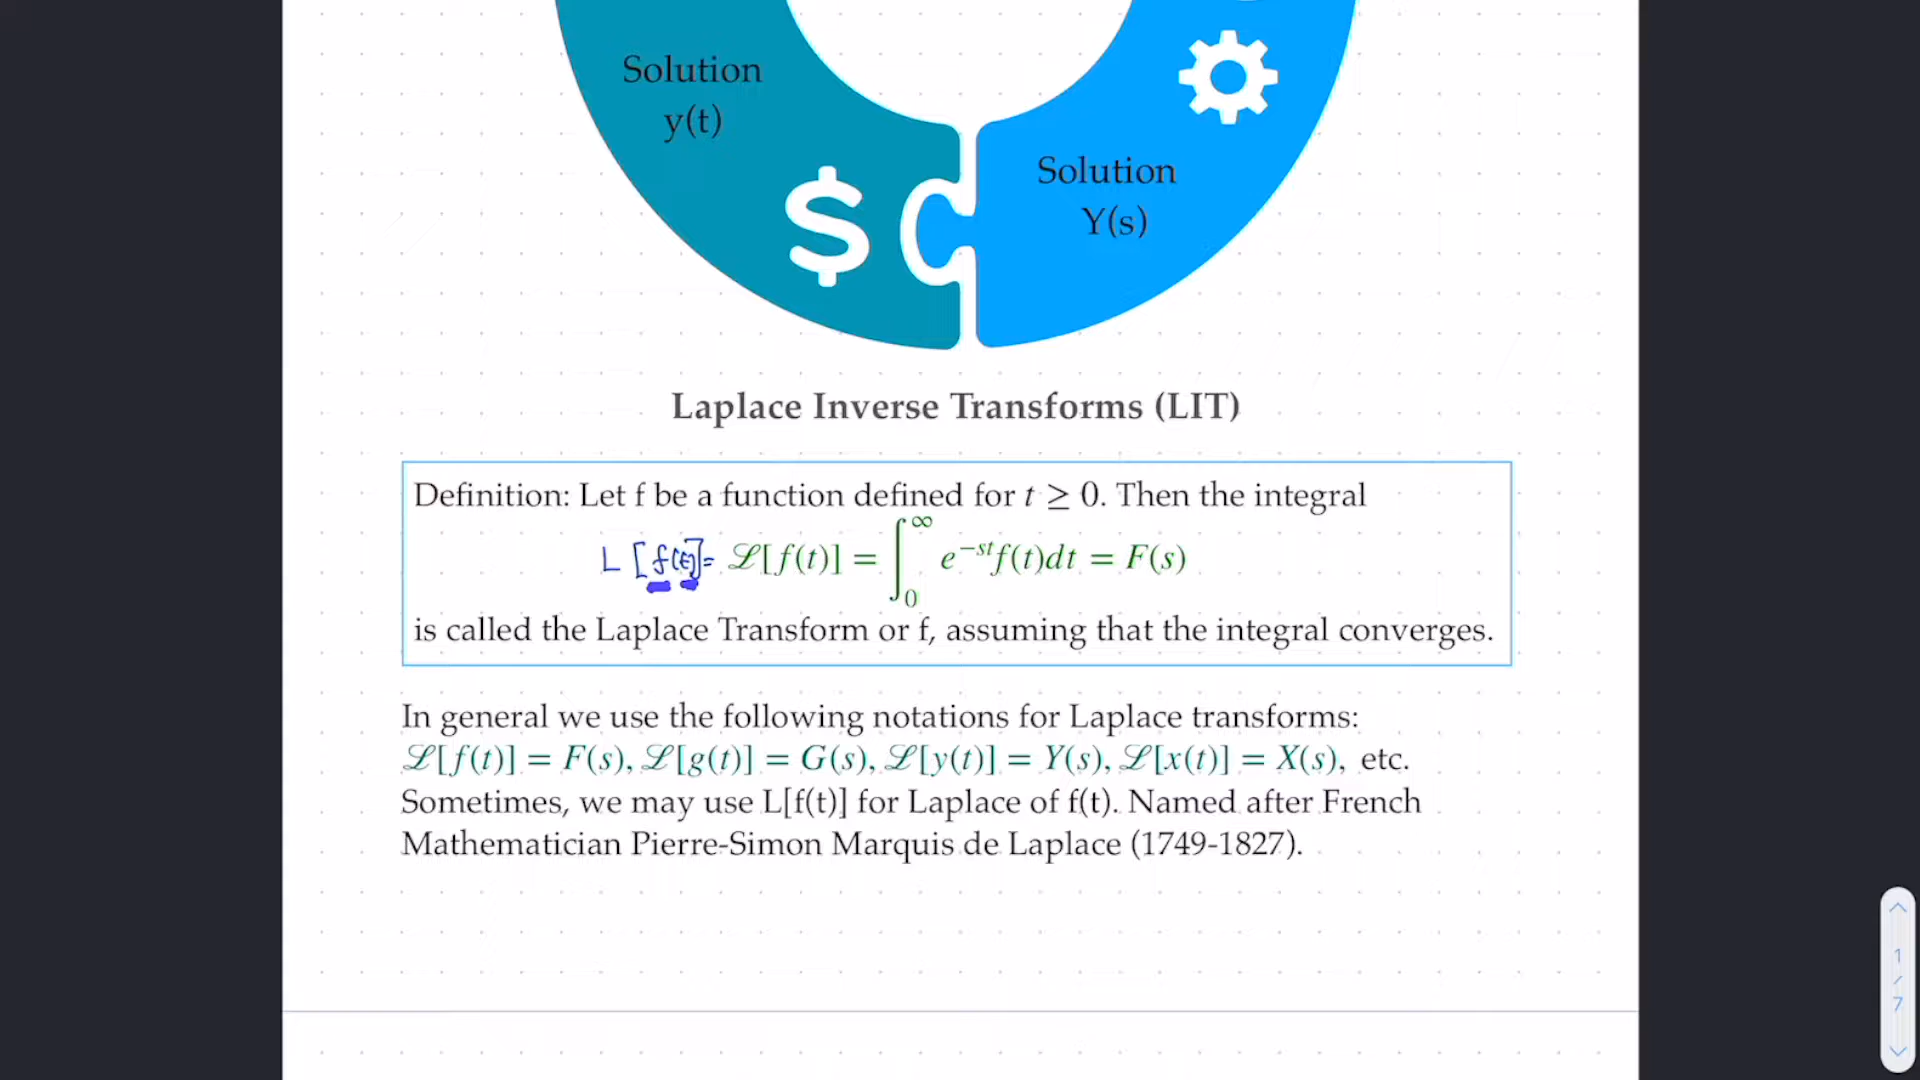 Solution
y(t)
$
Solution
Y(s)
Laplace Inverse Transforms (LIT)
Definition: Let f be a function defined for t ≥ 0. Then the integral
L [f(t)]= ℒ[f(t)] = ∫₀^∞ e^{−st}f(t)dt = F(s)
is called the Laplace Transform or f, assuming that the integral converges.
In general we use the following notations for Laplace transforms:
ℒ[f(t)] = F(s), ℒ[g(t)] = G(s), ℒ[y(t)] = Y(s), ℒ[x(t)] = X(s), etc.
Sometimes, we may use L[f(t)] for Laplace of f(t). Named after French
Mathematician Pierre-Simon Marquis de Laplace (1749-1827).
1
/
7